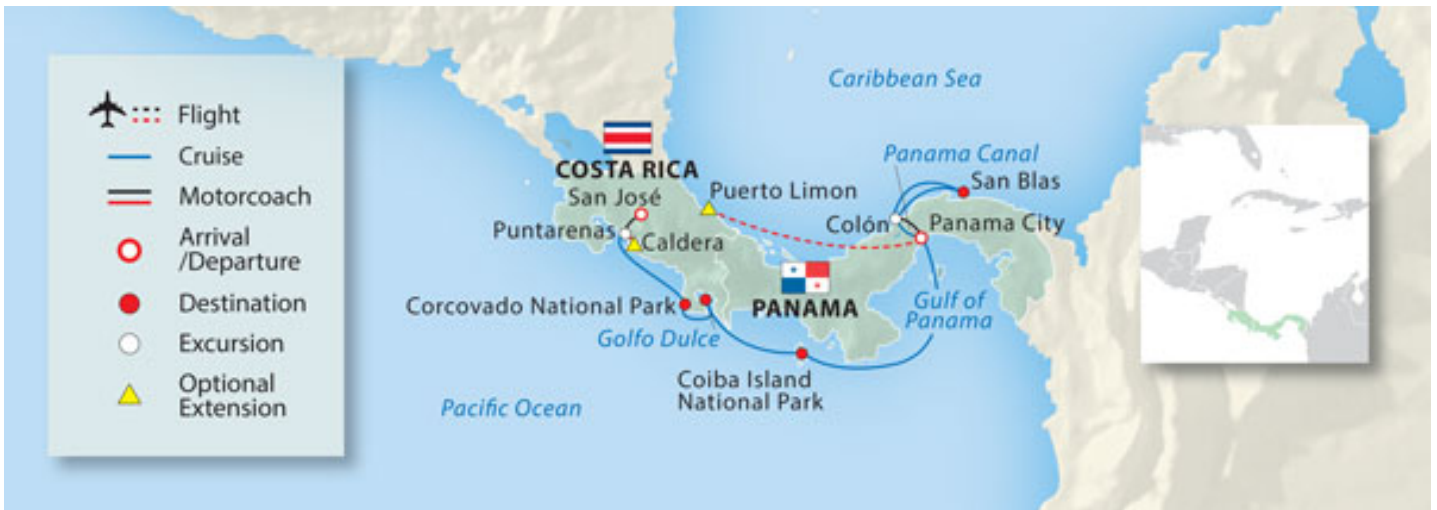 Flight
Cruise
Motorcoach
Arrival
/Departure
Destination
Excursion
Optional
Extension
Caribbean Sea
COSTA RICA
San José
Puntarenas
Caldera
Puerto Limon
Panama Canal
San Blas
Colón
Panama City
Corcovado National Park
Golfo Dulce
PANAMA
Gulf of
Panama
Coiba Island
National Park
Pacific Ocean